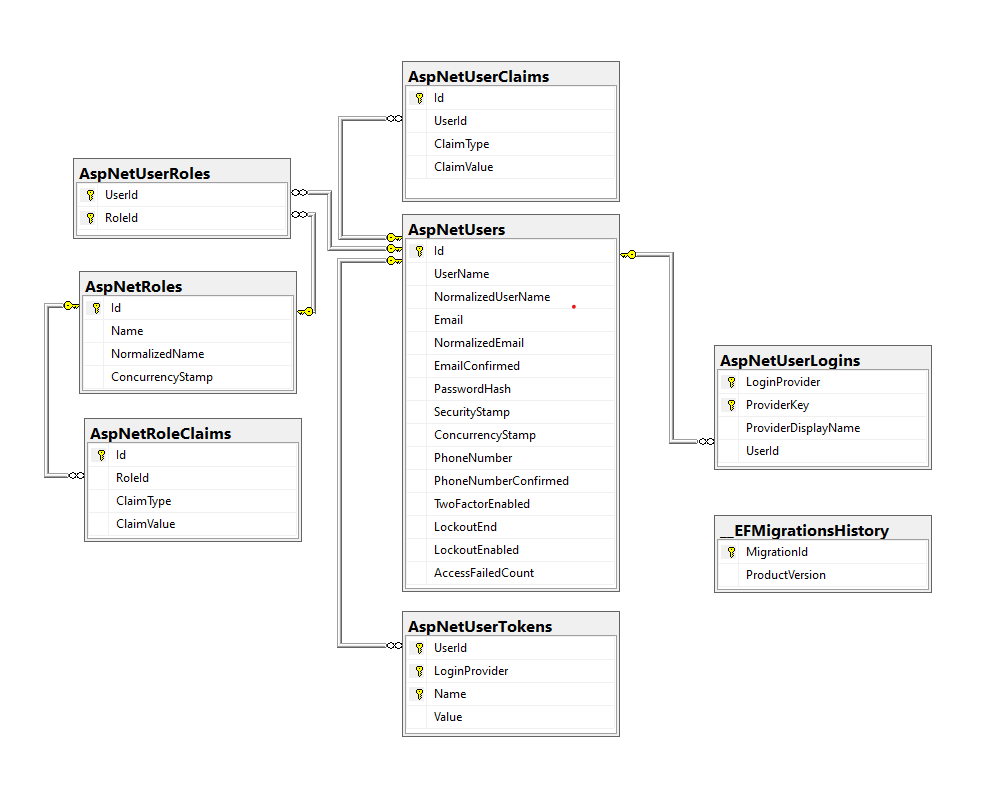 AspNetUserClaims
Id
UserId
ClaimType
ClaimValue
AspNetUserRoles
UserId
RoleId
AspNetUsers
Id
UserName
NormalizedUserName
Email
NormalizedEmail
EmailConfirmed
PasswordHash
SecurityStamp
ConcurrencyStamp
PhoneNumber
PhoneNumberConfirmed
TwoFactorEnabled
LockoutEnd
LockoutEnabled
AccessFailedCount
AspNetRoles
Id
Name
NormalizedName
ConcurrencyStamp
AspNetUserLogins
LoginProvider
ProviderKey
ProviderDisplayName
UserId
AspNetRoleClaims
Id
RoleId
ClaimType
ClaimValue
__EFMigrationsHistory
MigrationId
ProductVersion
AspNetUserTokens
UserId
LoginProvider
Name
Value